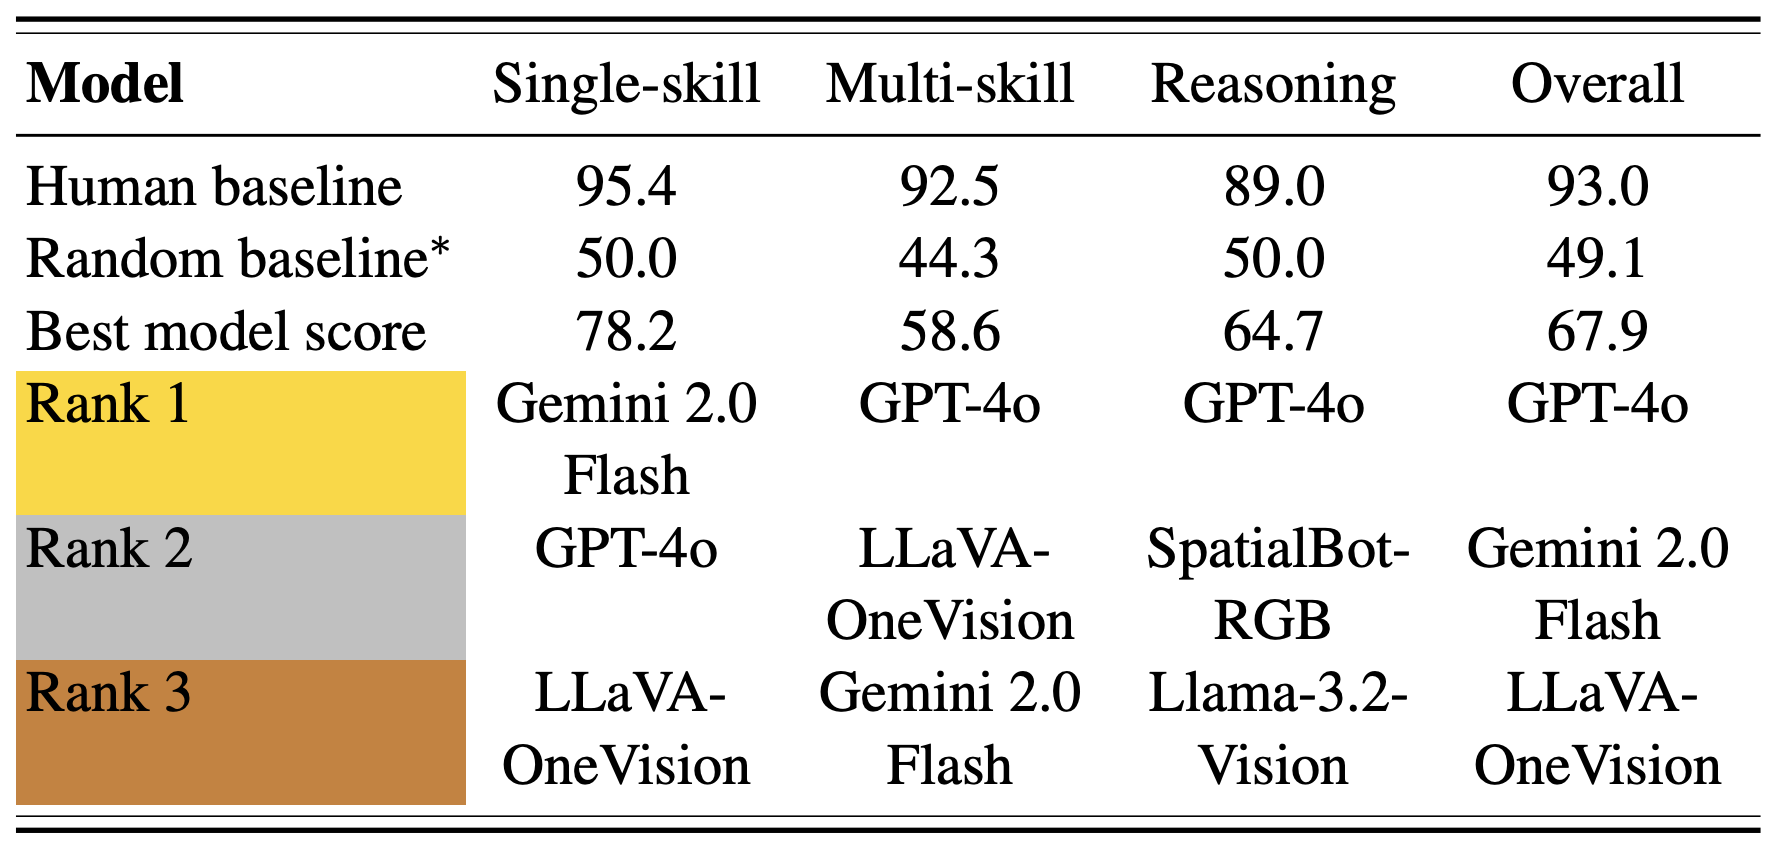 Model Single-skill Multi-skill Reasoning Overall
Human baseline 95.4 92.5 89.0 93.0
Random baseline* 50.0 44.3 50.0 49.1
Best model score 78.2 58.6 64.7 67.9
Rank 1 Gemini 2.0 GPT-4o GPT-4o GPT-4o
Flash
Rank 2 GPT-4o LLaVA- SpatialBot- Gemini 2.0
OneVision RGB Flash
Rank 3 LLaVA- Gemini 2.0 Llama-3.2- LLaVA-
OneVision Flash Vision OneVision